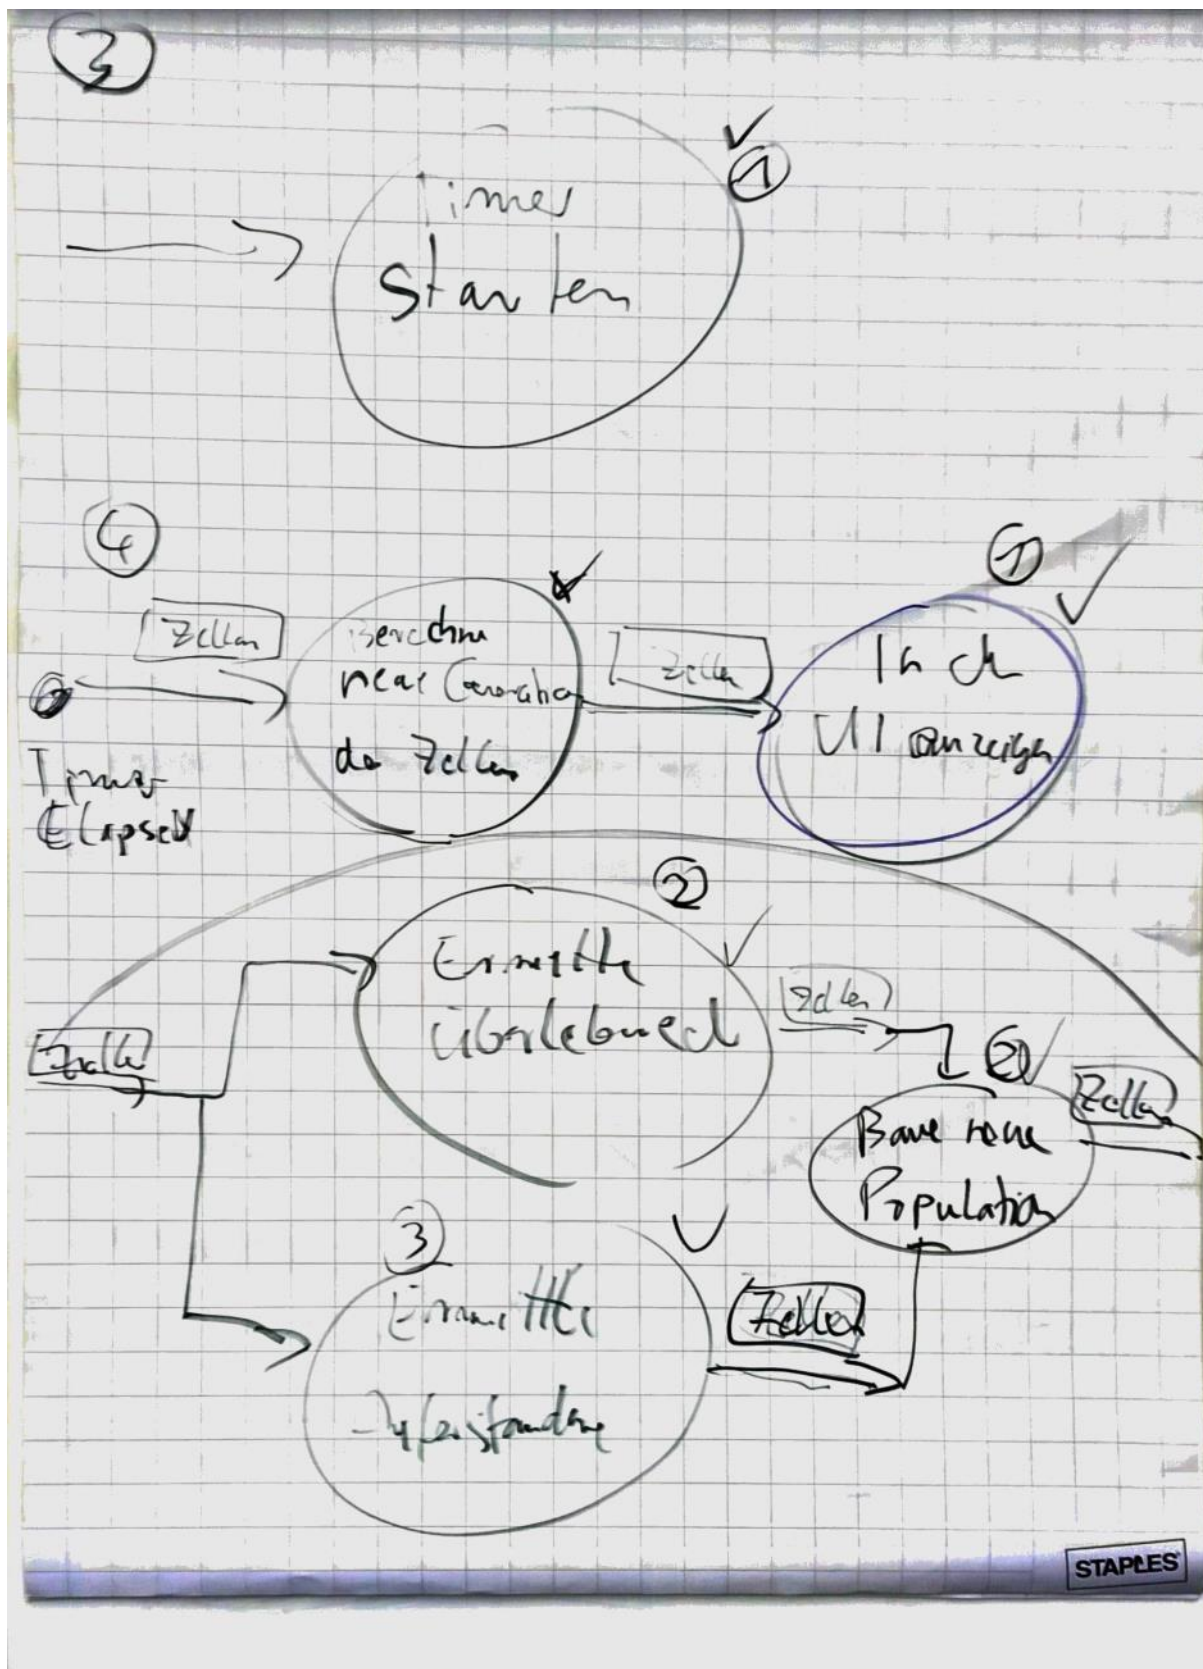 3
Timer
starten
1
4
1
Zellen
Berechne
neue Generation
der Zellen
Zellen
In der
UI anzeigen
Timer
Elapsed
2
Ermittle
Überlebende
Zellen
Zellen
Zellen
Baue neue
Population
3
Ermittle
Zellen
STAPLES